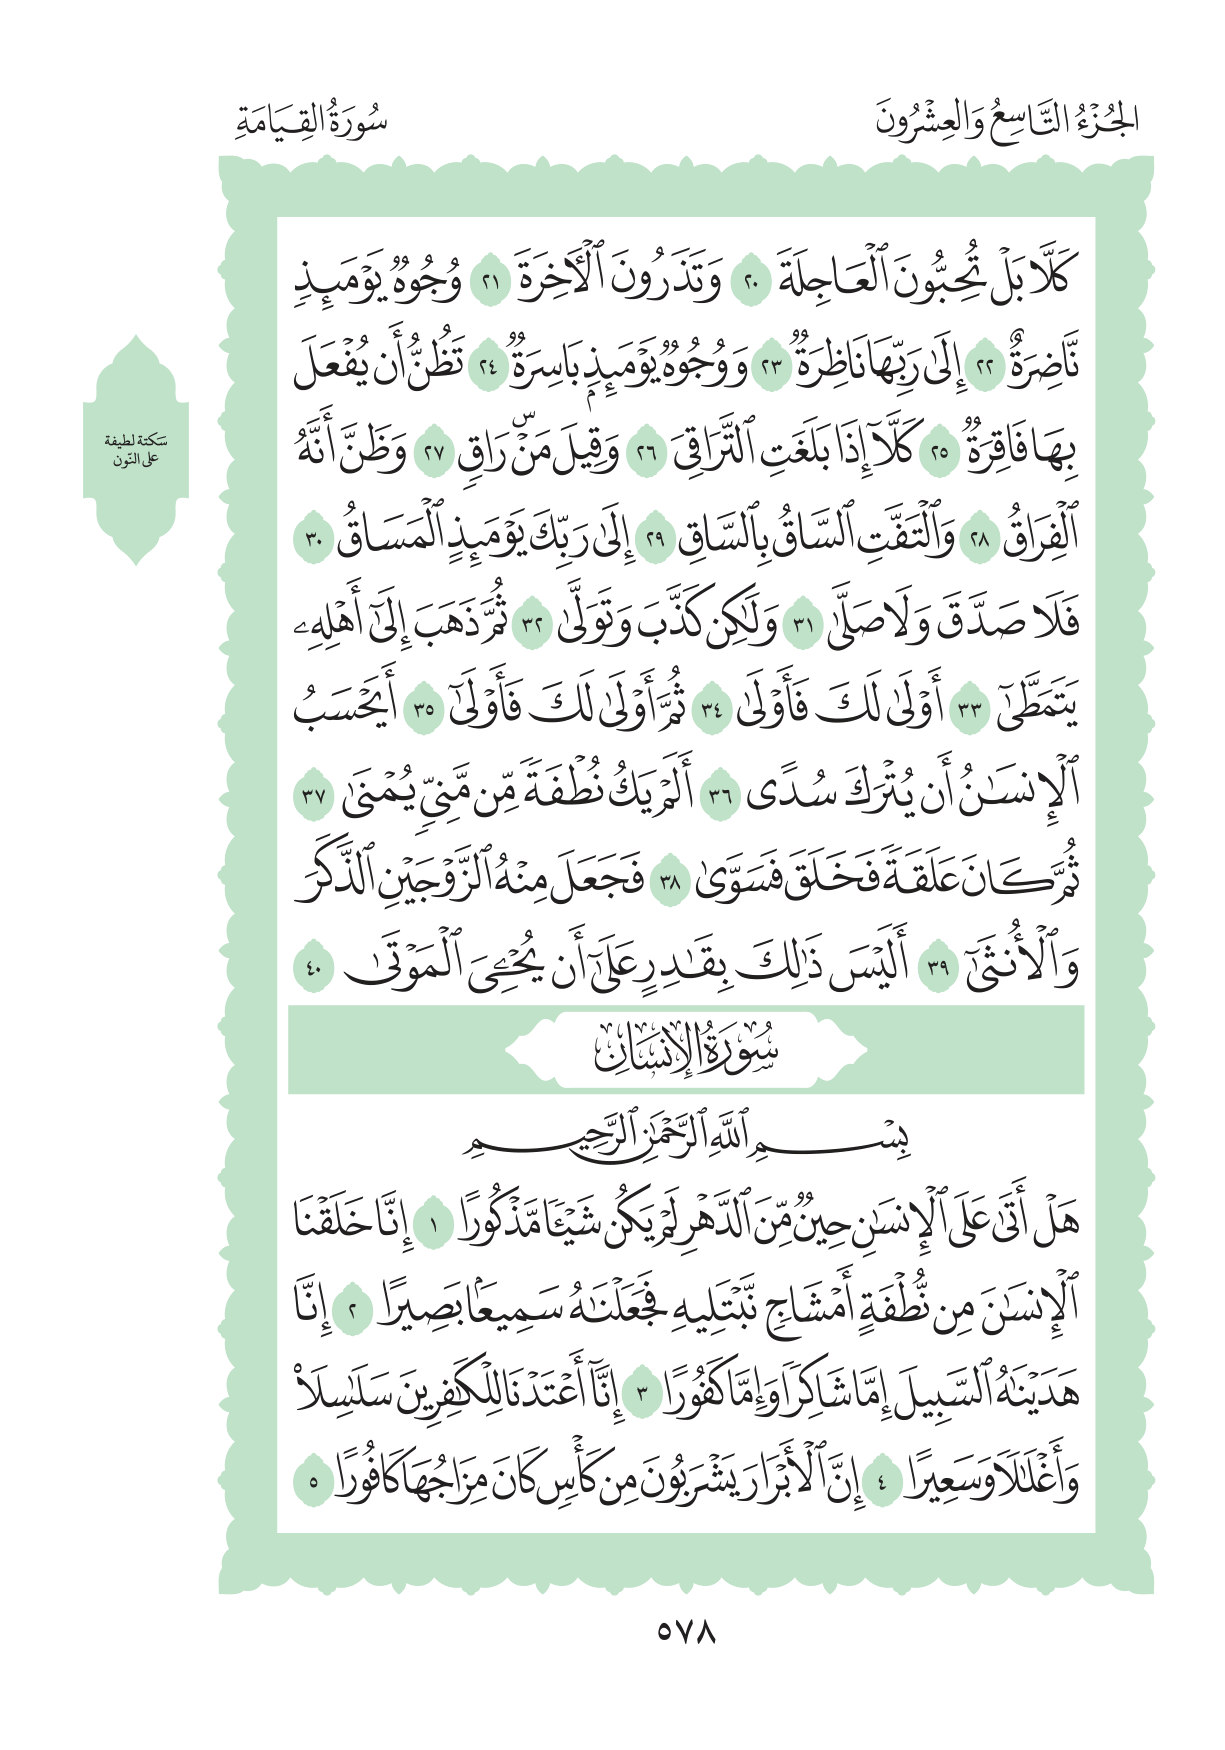 الجُزْءُ التَّاسِعُ وَالعِشْرُونَ
سُورَةُ القِيَامَةِ
كَلَّا بَلْ تُحِبُّونَ ٱلْعَاجِلَةَ ٢٠ وَتَذَرُونَ ٱلْأَخِرَةَ ٢١ وُجُوهٌ يَوْمَئِذٍ
نَّاضِرَةٌ ٢٢ إِلَىٰ رَبِّهَا نَاظِرَةٌ ٢٣ وَوُجُوهٌ يَوْمَئِذِۭ بَاسِرَةٌ ٢٤ تَظُنُّ أَن يُفْعَلَ
بِهَا فَاقِرَةٌ ٢٥ كَلَّآ إِذَا بَلَغَتِ ٱلتَّرَاقِىَ ٢٦ وَقِيلَ مَنْۜ رَاقٍ ٢٧ وَظَنَّ أَنَّهُ
ٱلْفِرَاقُ ٢٨ وَٱلْتَفَّتِ ٱلسَّاقُ بِٱلسَّاقِ ٢٩ إِلَىٰ رَبِّكَ يَوْمَئِذٍ ٱلْمَسَاقُ ٣٠
فَلَا صَدَّقَ وَلَا صَلَّىٰ ٣١ وَلَٰكِن كَذَّبَ وَتَوَلَّىٰ ٣٢ ثُمَّ ذَهَبَ إِلَىٰٓ أَهْلِهِۦ
يَتَمَطَّىٰٓ ٣٣ أَوْلَىٰ لَكَ فَأَوْلَىٰ ٣٤ ثُمَّ أَوْلَىٰ لَكَ فَأَوْلَىٰٓ ٣٥ أَيَحْسَبُ
ٱلْإِنسَٰنُ أَن يُتْرَكَ سُدًى ٣٦ أَلَمْ يَكُ نُطْفَةً مِّن مَّنِىٍّ يُمْنَىٰ ٣٧
ثُمَّ كَانَ عَلَقَةً فَخَلَقَ فَسَوَّىٰ ٣٨ فَجَعَلَ مِنْهُ ٱلزَّوْجَيْنِ ٱلذَّكَرَ
وَٱلْأُنثَىٰٓ ٣٩ أَلَيْسَ ذَٰلِكَ بِقَٰدِرٍ عَلَىٰٓ أَن يُحْۦِىَ ٱلْمَوْتَىٰ ٤٠
سُورَةُ الإِنسَانِ
بِسْمِ ٱللَّهِ ٱلرَّحْمَٰنِ ٱلرَّحِيمِ
هَلْ أَتَىٰ عَلَى ٱلْإِنسَٰنِ حِينٌ مِّنَ ٱلدَّهْرِ لَمْ يَكُن شَيْـًٔا مَّذْكُورًا ١ إِنَّا خَلَقْنَا
ٱلْإِنسَٰنَ مِن نُّطْفَةٍ أَمْشَاجٍ نَّبْتَلِيهِ فَجَعَلْنَٰهُ سَمِيعَۢا بَصِيرًا ٢ إِنَّا
هَدَيْنَٰهُ ٱلسَّبِيلَ إِمَّا شَاكِرًا وَإِمَّا كَفُورًا ٣ إِنَّآ أَعْتَدْنَا لِلْكَٰفِرِينَ سَلَٰسِلَا۟
وَأَغْلَٰلًا وَسَعِيرًا ٤ إِنَّ ٱلْأَبْرَارَ يَشْرَبُونَ مِن كَأْسٍ كَانَ مِزَاجُهَا كَافُورًا ٥
سَكتة لطيفة
على النّون
٥٧٨